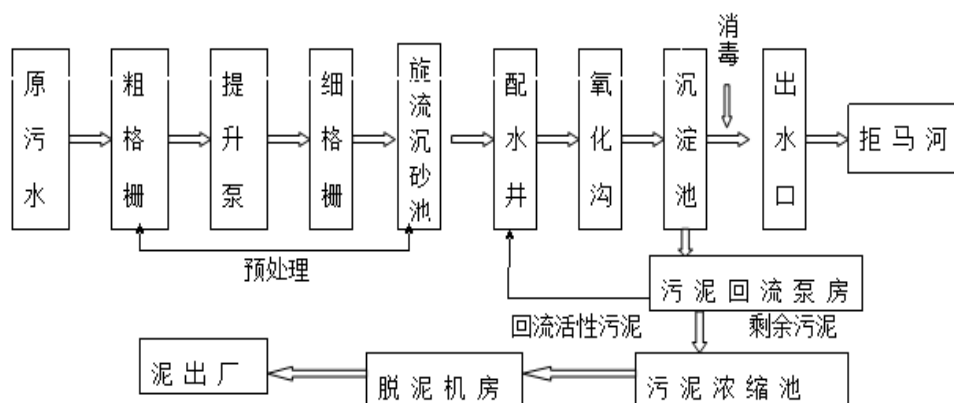 原污水
粗格栅
提升泵
细格栅
旋流沉砂池
配水井
氧化沟
沉淀池
消毒
出水口
拒马河
预处理
污泥回流泵房
回流活性污泥
剩余污泥
泥出厂
脱泥机房
污泥浓缩池